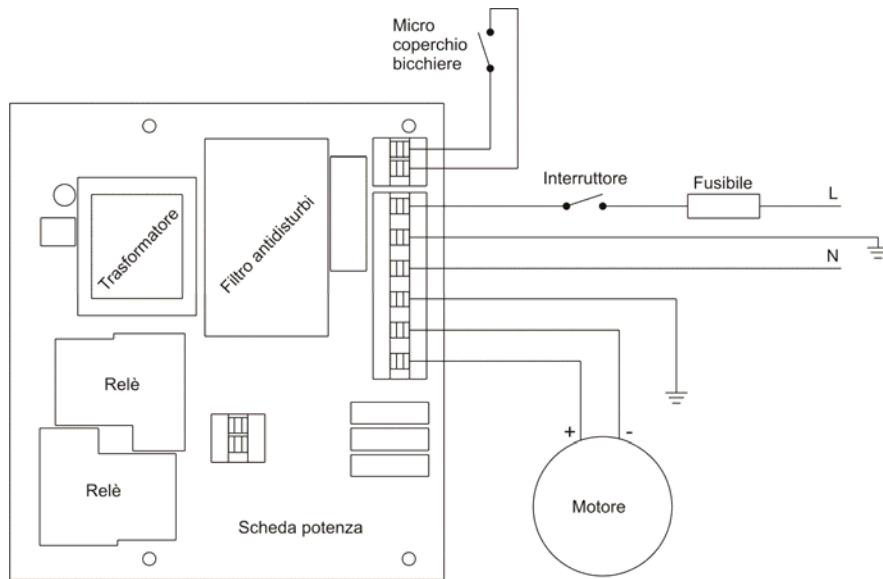 Micro
coperchio
bicchiere
Interruttore
Fusibile
L
N
Trasformatore
Filtro antidisturbi
Relè
Relè
+
-
Motore
Scheda potenza